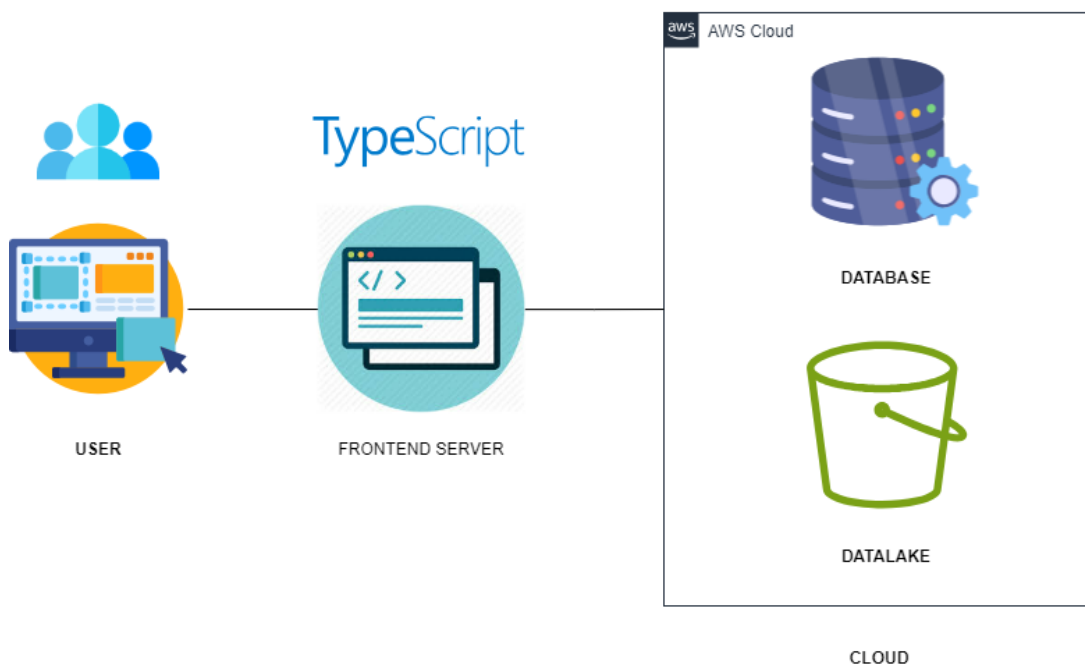 aws
AWS Cloud
TypeScript
</>
DATABASE
USER
FRONTEND SERVER
DATALAKE
CLOUD